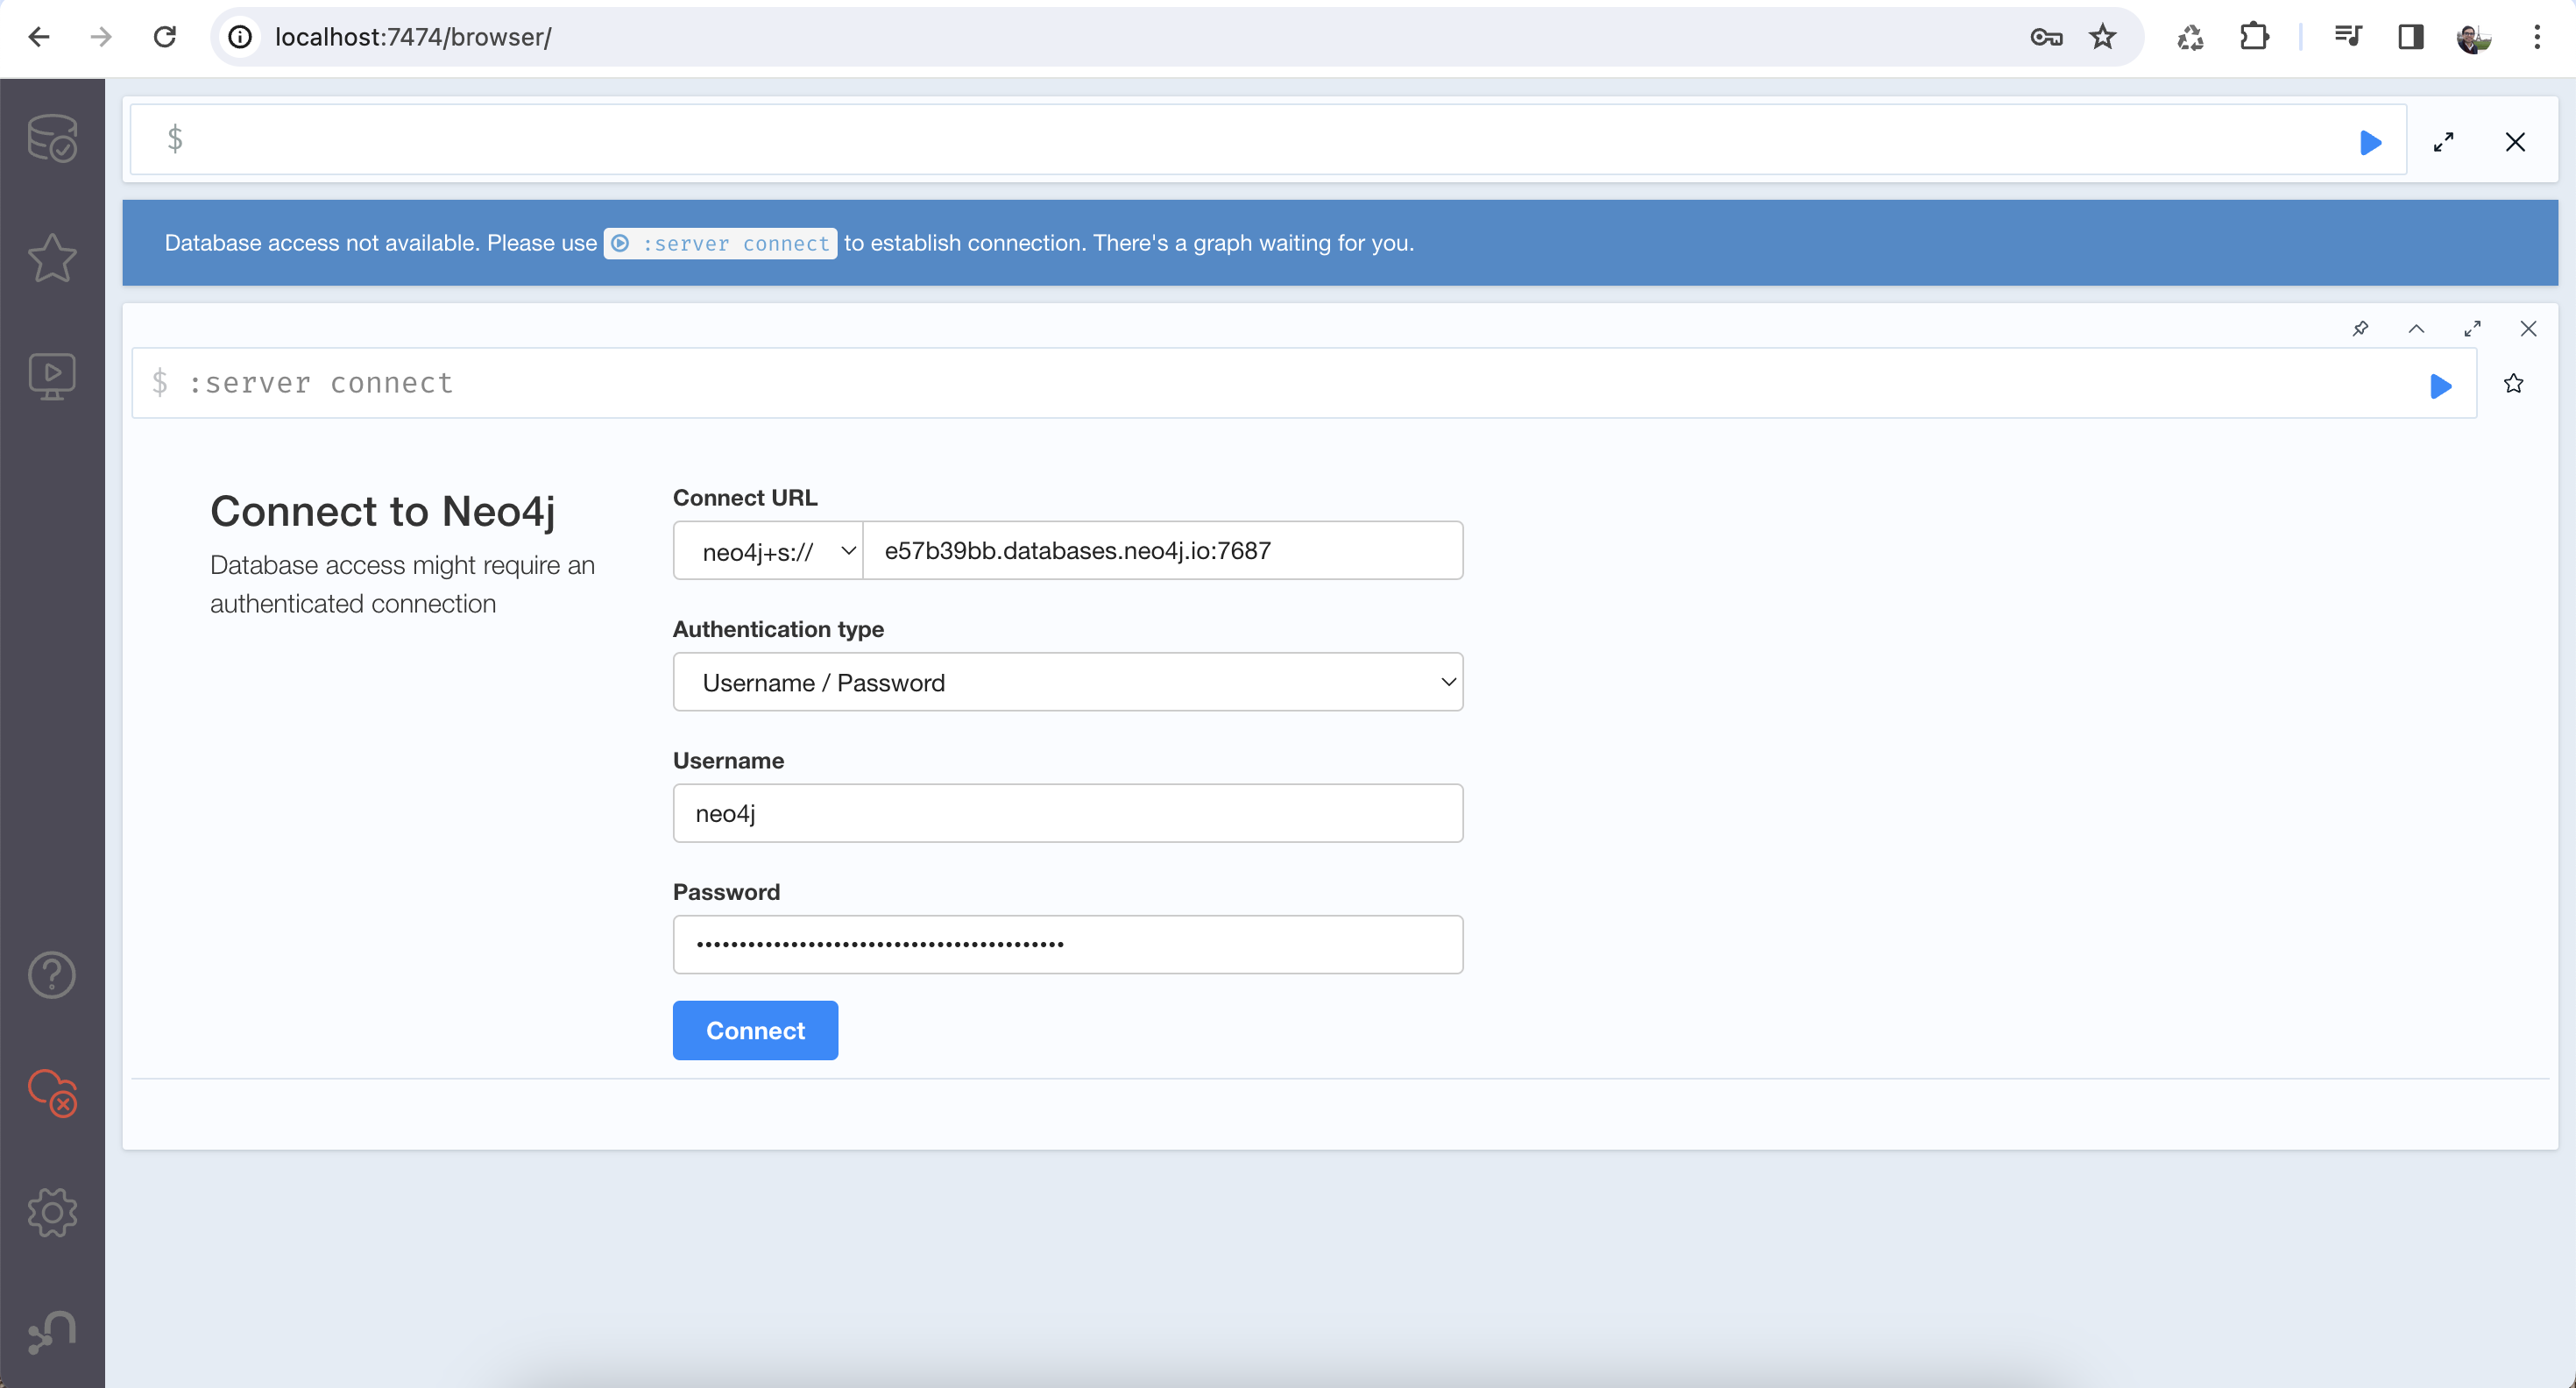 localhost:7474/browser/
$
Database access not available. Please use :server connect to establish connection. There's a graph waiting for you.
$ :server connect
Connect to Neo4j
Database access might require an
authenticated connection
Connect URL
neo4j+s:// e57b39bb.databases.neo4j.io:7687
Authentication type
Username / Password
Username
neo4j
Password
•••••••••••••••••••••••••••••••••••••••••••
Connect